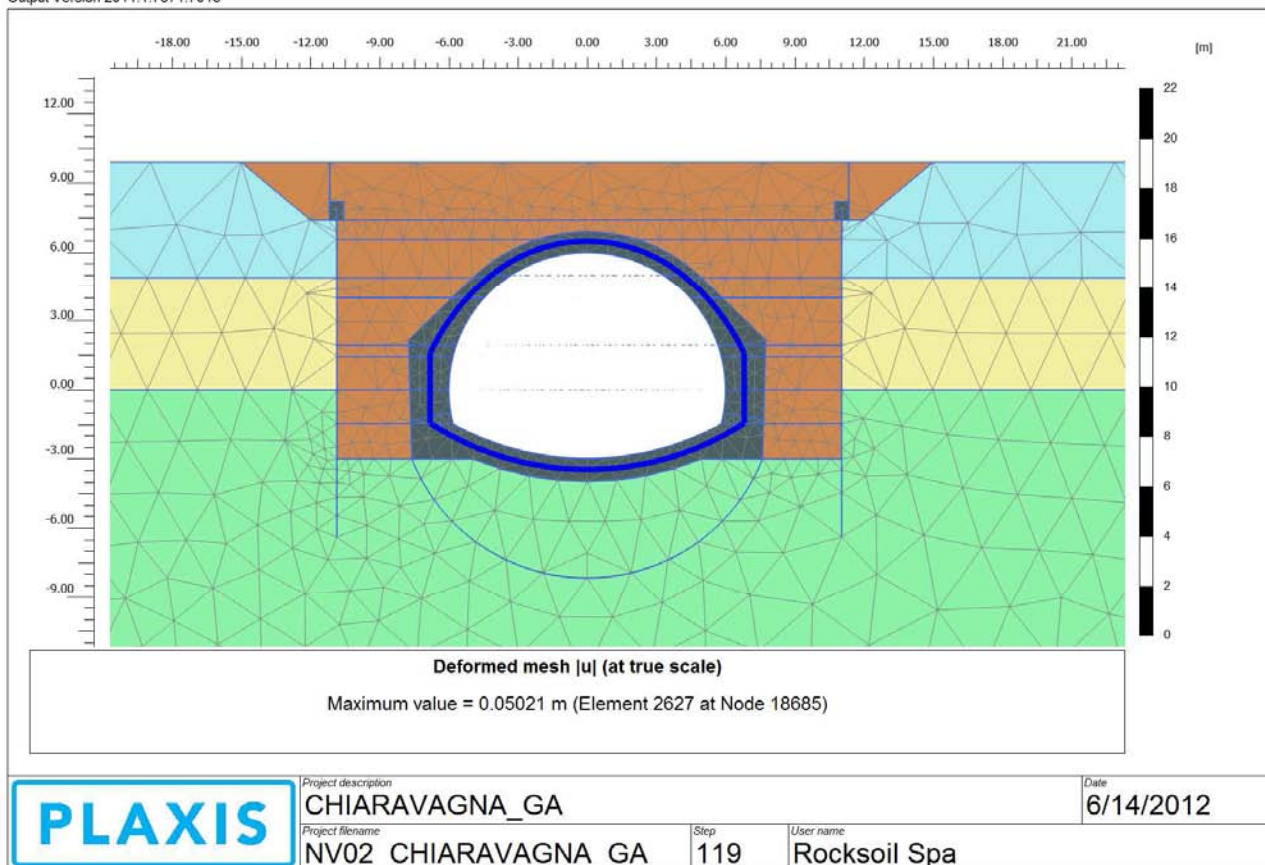 -18.00 -15.00 -12.00 -9.00 -6.00 -3.00 0.00 3.00 6.00 9.00 12.00 15.00 18.00 21.00
[m]
12.00
9.00
6.00
3.00
0.00
-3.00
-6.00
-9.00
22
20
18
16
14
12
10
8
6
4
2
0
Deformed mesh |u| (at true scale)
Maximum value = 0.05021 m (Element 2627 at Node 18685)
PLAXIS
Project description
CHIARAVAGNA_GA
Date
6/14/2012
Project filename
NV02_CHIARAVAGNA_GA
Step
119
User name
Rocksoil Spa